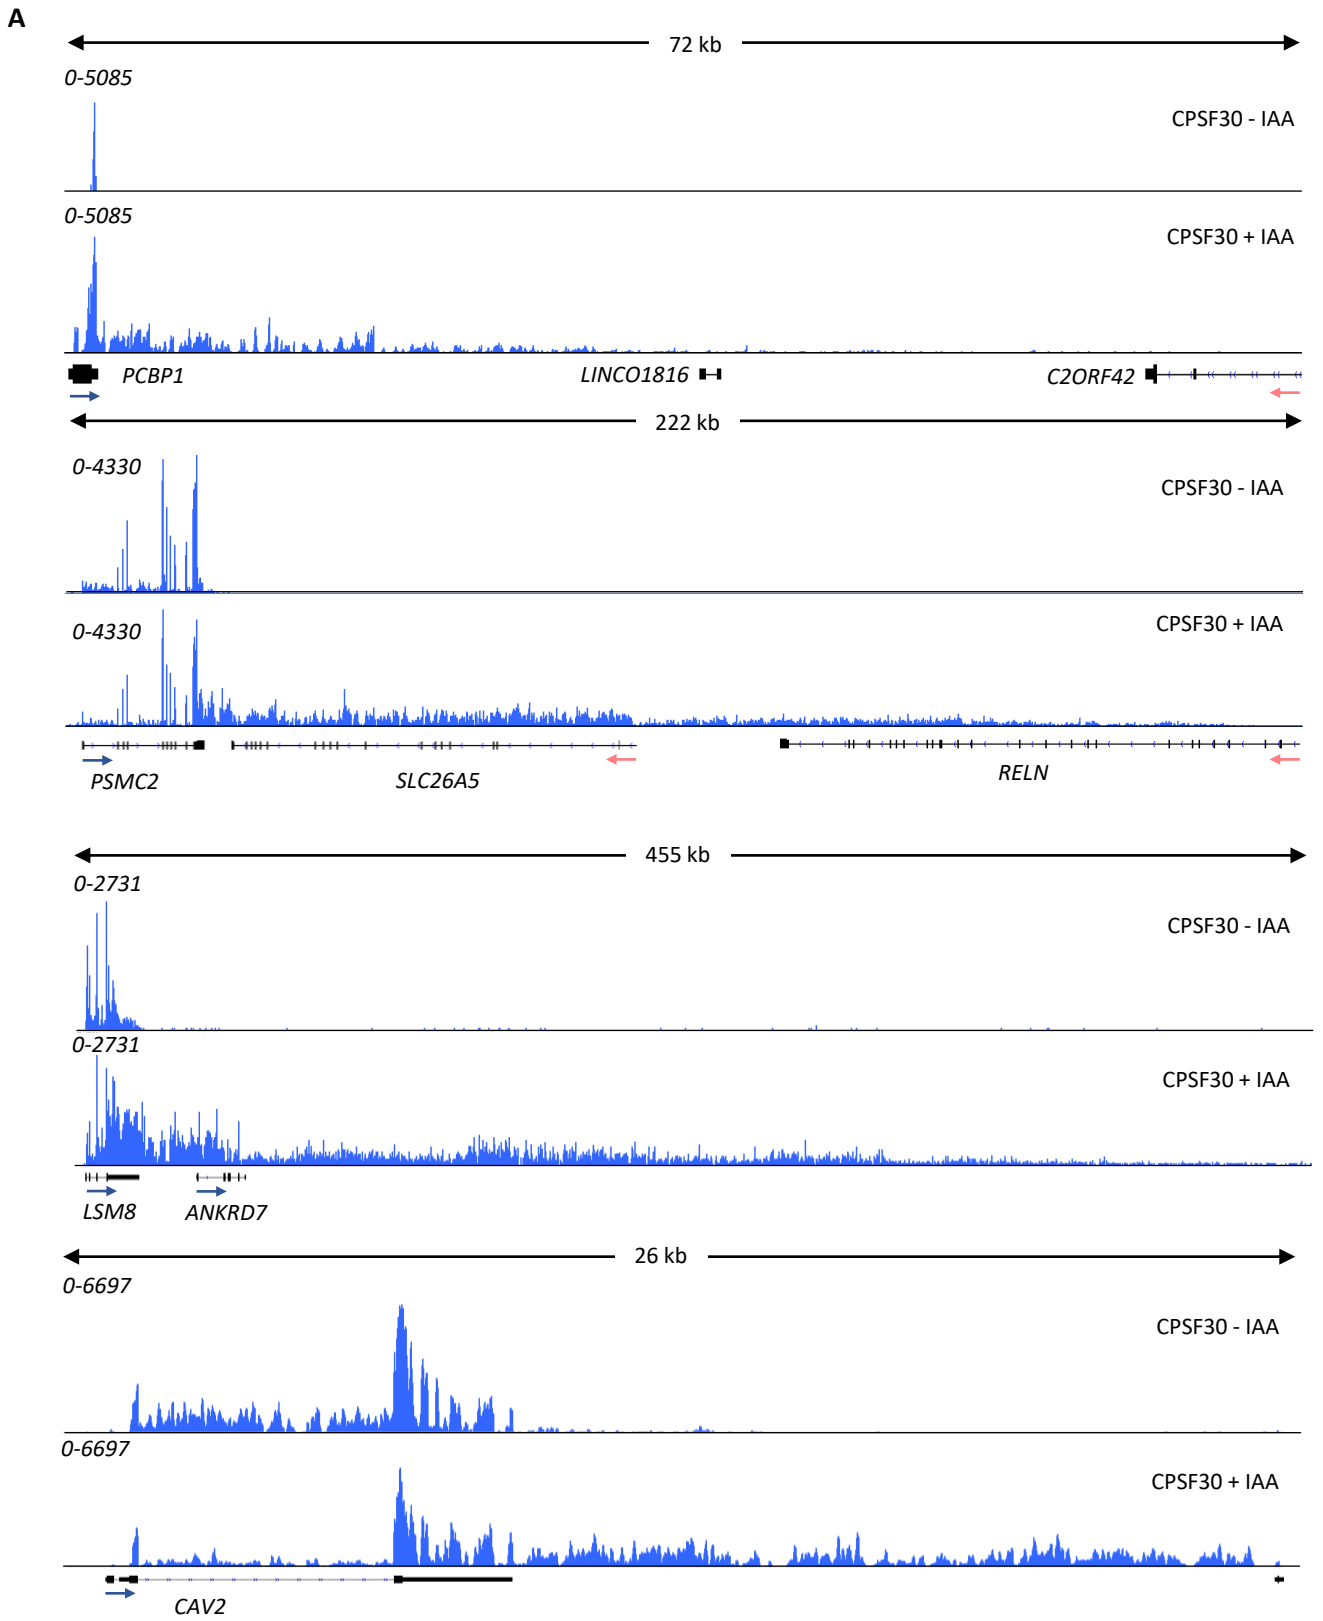 A
72 kb
0-5085
CPSF30 - IAA
0-5085
CPSF30 + IAA
PCBP1
LINCO1816
C2ORF42
222 kb
0-4330
CPSF30 - IAA
0-4330
CPSF30 + IAA
PSMC2
SLC26A5
RELN
455 kb
0-2731
CPSF30 - IAA
0-2731
CPSF30 + IAA
LSM8
ANKRD7
26 kb
0-6697
CPSF30 - IAA
0-6697
CPSF30 + IAA
CAV2